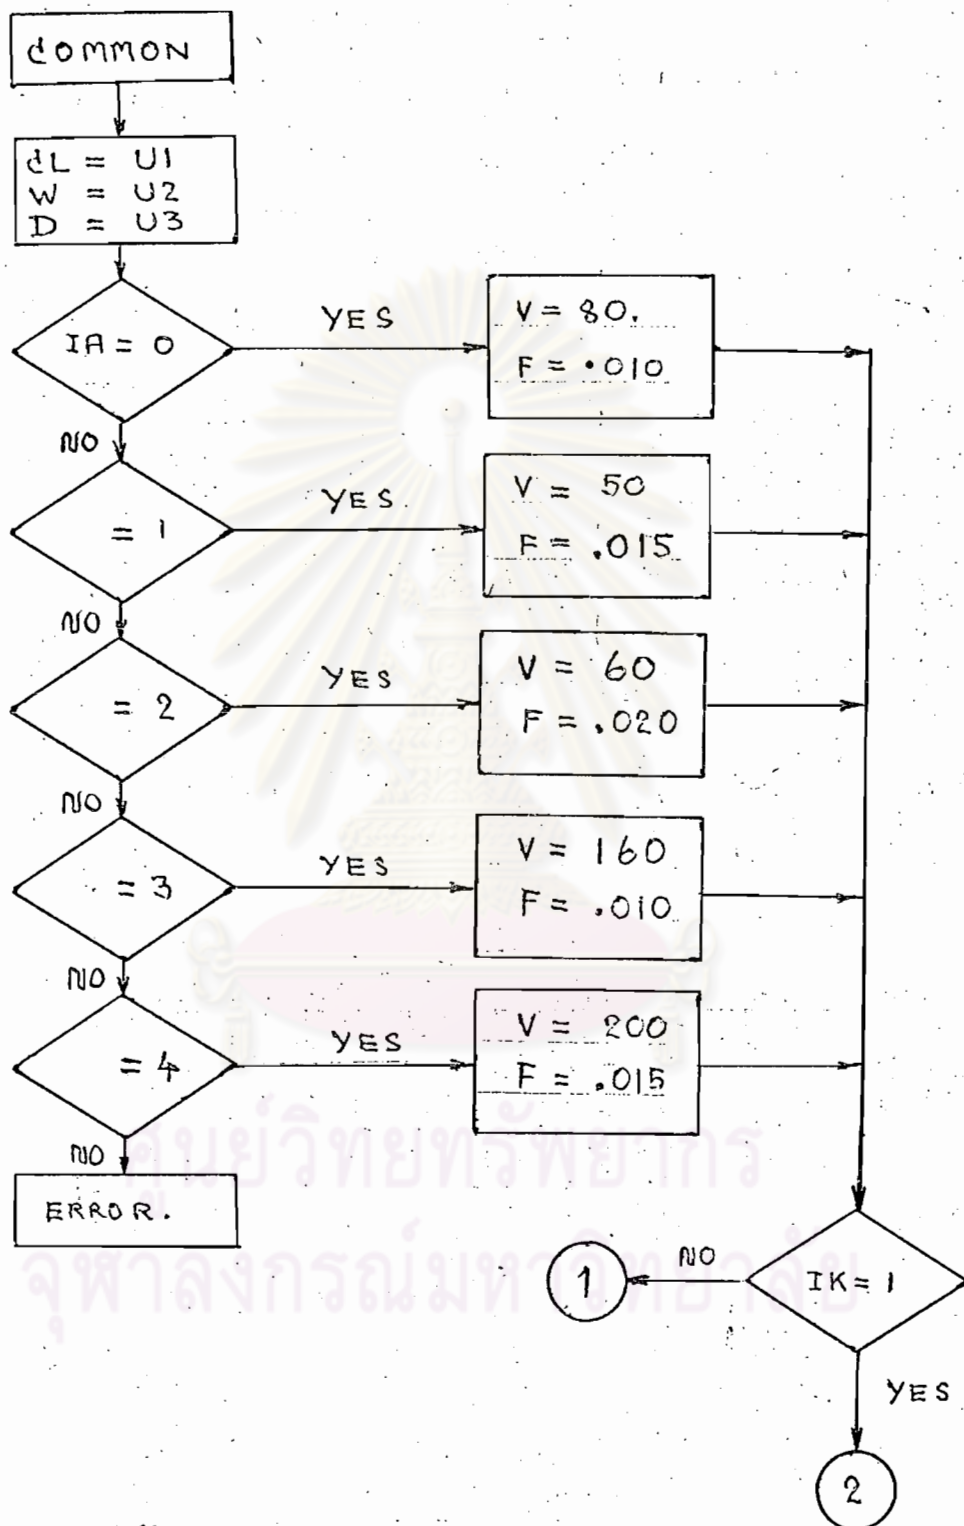 COMMON
CL = U1
W = U2
D = U3
IA = 0
YES
V = 80.
F = .010
NO
= 1
YES
V = 50
F = .015
NO
= 2
YES
V = 60
F = .020
NO
= 3
YES
V = 160
F = .010
NO
= 4
YES
V = 200
F = .015
NO
ERROR.
IK = 1
NO
1
YES
2
ศูนย์วิทยทรัพยากร
จุฬาลงกรณ์มหาวิทยาลัย